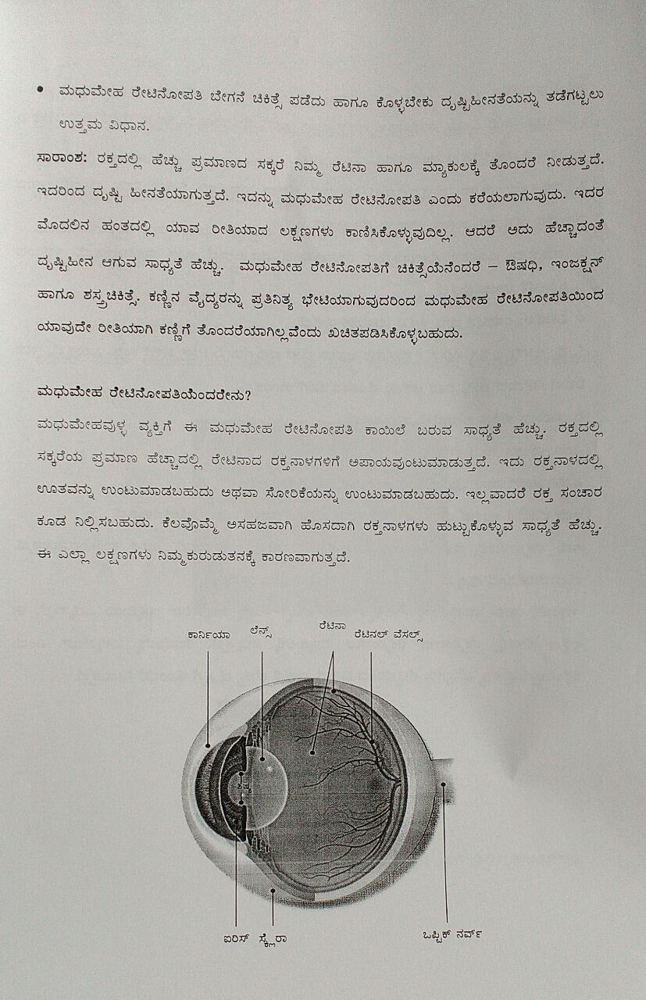 • ಮಧುಮೇಹ ರೇಟಿನೋಪತಿ ಬೇಗನೆ ಚಿಕಿತ್ಸೆ ಪಡೆದು ಹಾಗೂ ಕೊಳ್ಳಬೇಕು ದೃಷ್ಟಿಹೀನತೆಯನ್ನು ತಡೆಗಟ್ಟಲು
ಉತ್ತಮ ವಿಧಾನ.
ಸಾರಾಂಶ: ರಕ್ತದಲ್ಲಿ ಹೆಚ್ಚು ಪ್ರಮಾಣದ ಸಕ್ಕರೆ ನಿಮ್ಮ ರೆಟಿನಾ ಹಾಗೂ ಮ್ಯಾಕುಲಕ್ಕೆ ತೊಂದರೆ ನೀಡುತ್ತದೆ.
ಇದರಿಂದ ದೃಷ್ಟಿ ಹೀನತೆಯಾಗುತ್ತದೆ. ಇದನ್ನು ಮಧುಮೇಹ ರೇಟಿನೋಪತಿ ಎಂದು ಕರೆಯಲಾಗುವುದು. ಇದರ
ಮೊದಲಿನ ಹಂತದಲ್ಲಿ ಯಾವ ರೀತಿಯಾದ ಲಕ್ಷಣಗಳು ಕಾಣಿಸಿಕೊಳ್ಳುವುದಿಲ್ಲ. ಆದರೆ ಅದು ಹೆಚ್ಚಾದಂತೆ
ದೃಷ್ಟಿಹೀನ ಆಗುವ ಸಾಧ್ಯತೆ ಹೆಚ್ಚು. ಮಧುಮೇಹ ರೇಟಿನೋಪತಿಗೆ ಚಿಕಿತ್ಸೆಯೆನೆಂದರೆ – ಔಷಧಿ, ಇಂಜಕ್ಷನ್
ಹಾಗೂ ಶಸ್ತ್ರಚಿಕಿತ್ಸೆ. ಕಣ್ಣಿನ ವೈದ್ಯರನ್ನು ಪ್ರತಿನಿತ್ಯ ಭೇಟಿಯಾಗುವುದರಿಂದ ಮಧುಮೇಹ ರೇಟಿನೋಪತಿಯಿಂದ
ಯಾವುದೇ ರೀತಿಯಾಗಿ ಕಣ್ಣಿಗೆ ತೊಂದರೆಯಾಗಿಲ್ಲವೆಂದು ಖಚಿತಪಡಿಸಿಕೊಳ್ಳಬಹುದು.
ಮಧುಮೇಹ ರೇಟಿನೋಪತಿಯೆಂದರೇನು?
ಮಧುಮೇಹವುಳ್ಳ ವ್ಯಕ್ತಿಗೆ ಈ ಮಧುಮೇಹ ರೇಟಿನೋಪತಿ ಕಾಯಿಲೆ ಬರುವ ಸಾಧ್ಯತೆ ಹೆಚ್ಚು. ರಕ್ತದಲ್ಲಿ
ಸಕ್ಕರೆಯ ಪ್ರಮಾಣ ಹೆಚ್ಚಾದಲ್ಲಿ ರೇಟಿನಾದ ರಕ್ತನಾಳಗಳಿಗೆ ಅಪಾಯವುಂಟುಮಾಡುತ್ತದೆ. ಇದು ರಕ್ತನಾಳದಲ್ಲಿ
ಊತವನ್ನು ಉಂಟುಮಾಡಬಹುದು ಅಥವಾ ಸೋರಿಕೆಯನ್ನು ಉಂಟುಮಾಡಬಹುದು. ಇಲ್ಲವಾದರೆ ರಕ್ತ ಸಂಚಾರ
ಕೂಡ ನಿಲ್ಲಿಸಬಹುದು. ಕೆಲವೊಮ್ಮೆ ಅಸಹಜವಾಗಿ ಹೊಸದಾಗಿ ರಕ್ತನಾಳಗಳು ಹುಟ್ಟುಕೊಳ್ಳುವ ಸಾಧ್ಯತೆ ಹೆಚ್ಚು.
ಈ ಎಲ್ಲಾ ಲಕ್ಷಣಗಳು ನಿಮ್ಮಕುರುಡುತನಕ್ಕೆ ಕಾರಣವಾಗುತ್ತದೆ.
ಕಾರ್ನಿಯಾ ಲೆನ್ಸ್ ರೆಟಿನಾ ರೆಟಿನಲ್ ವೆಸಲ್ಸ್
ಐರಿಸ್ ಸ್ಕ್ಲೆರಾ ಒಪ್ಟಿಕ್ ನರ್ವ್